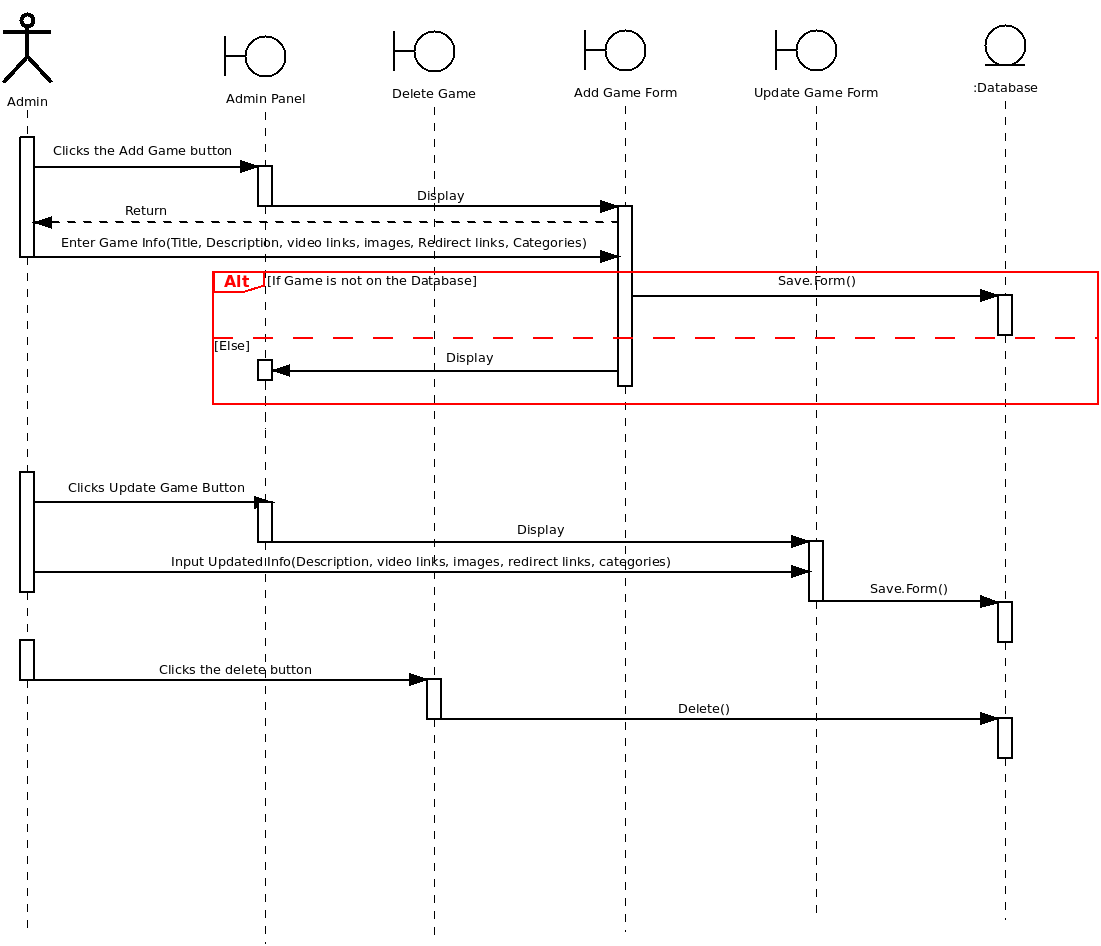 Admin
Admin Panel
Delete Game
Add Game Form
Update Game Form
:Database
Clicks the Add Game button
Display
Return
Enter Game Info(Title, Description, video links, images, Redirect links, Categories)
Alt
[If Game is not on the Database]
Save.Form()
[Else]
Display
Clicks Update Game Button
Display
Input Updated Info(Description, video links, images, redirect links, categories)
Save.Form()
Clicks the delete button
Delete()